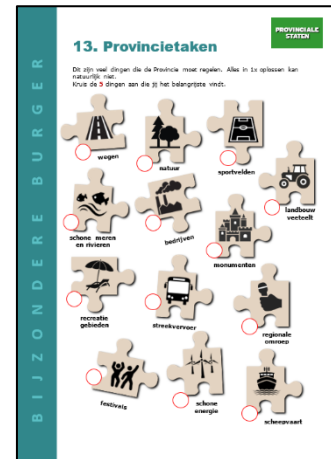 PROVINCIALE
STATEN
13. Provincietaken
Dit zijn veel dingen die de Provincie moet regelen. Alles in 1x oplossen kan
natuurlijk niet.
Kruis de 5 dingen aan die jij het belangrijkste vindt.
BIJZONDERE BURGER
wegen
natuur
sportvelden
landbouw
veeteelt
schone meren
en rivieren
bedrijven
monumenten
recreatie
gebieden
streekvervoer
regionale
omroep
festivals
schone
energie
scheepvaart